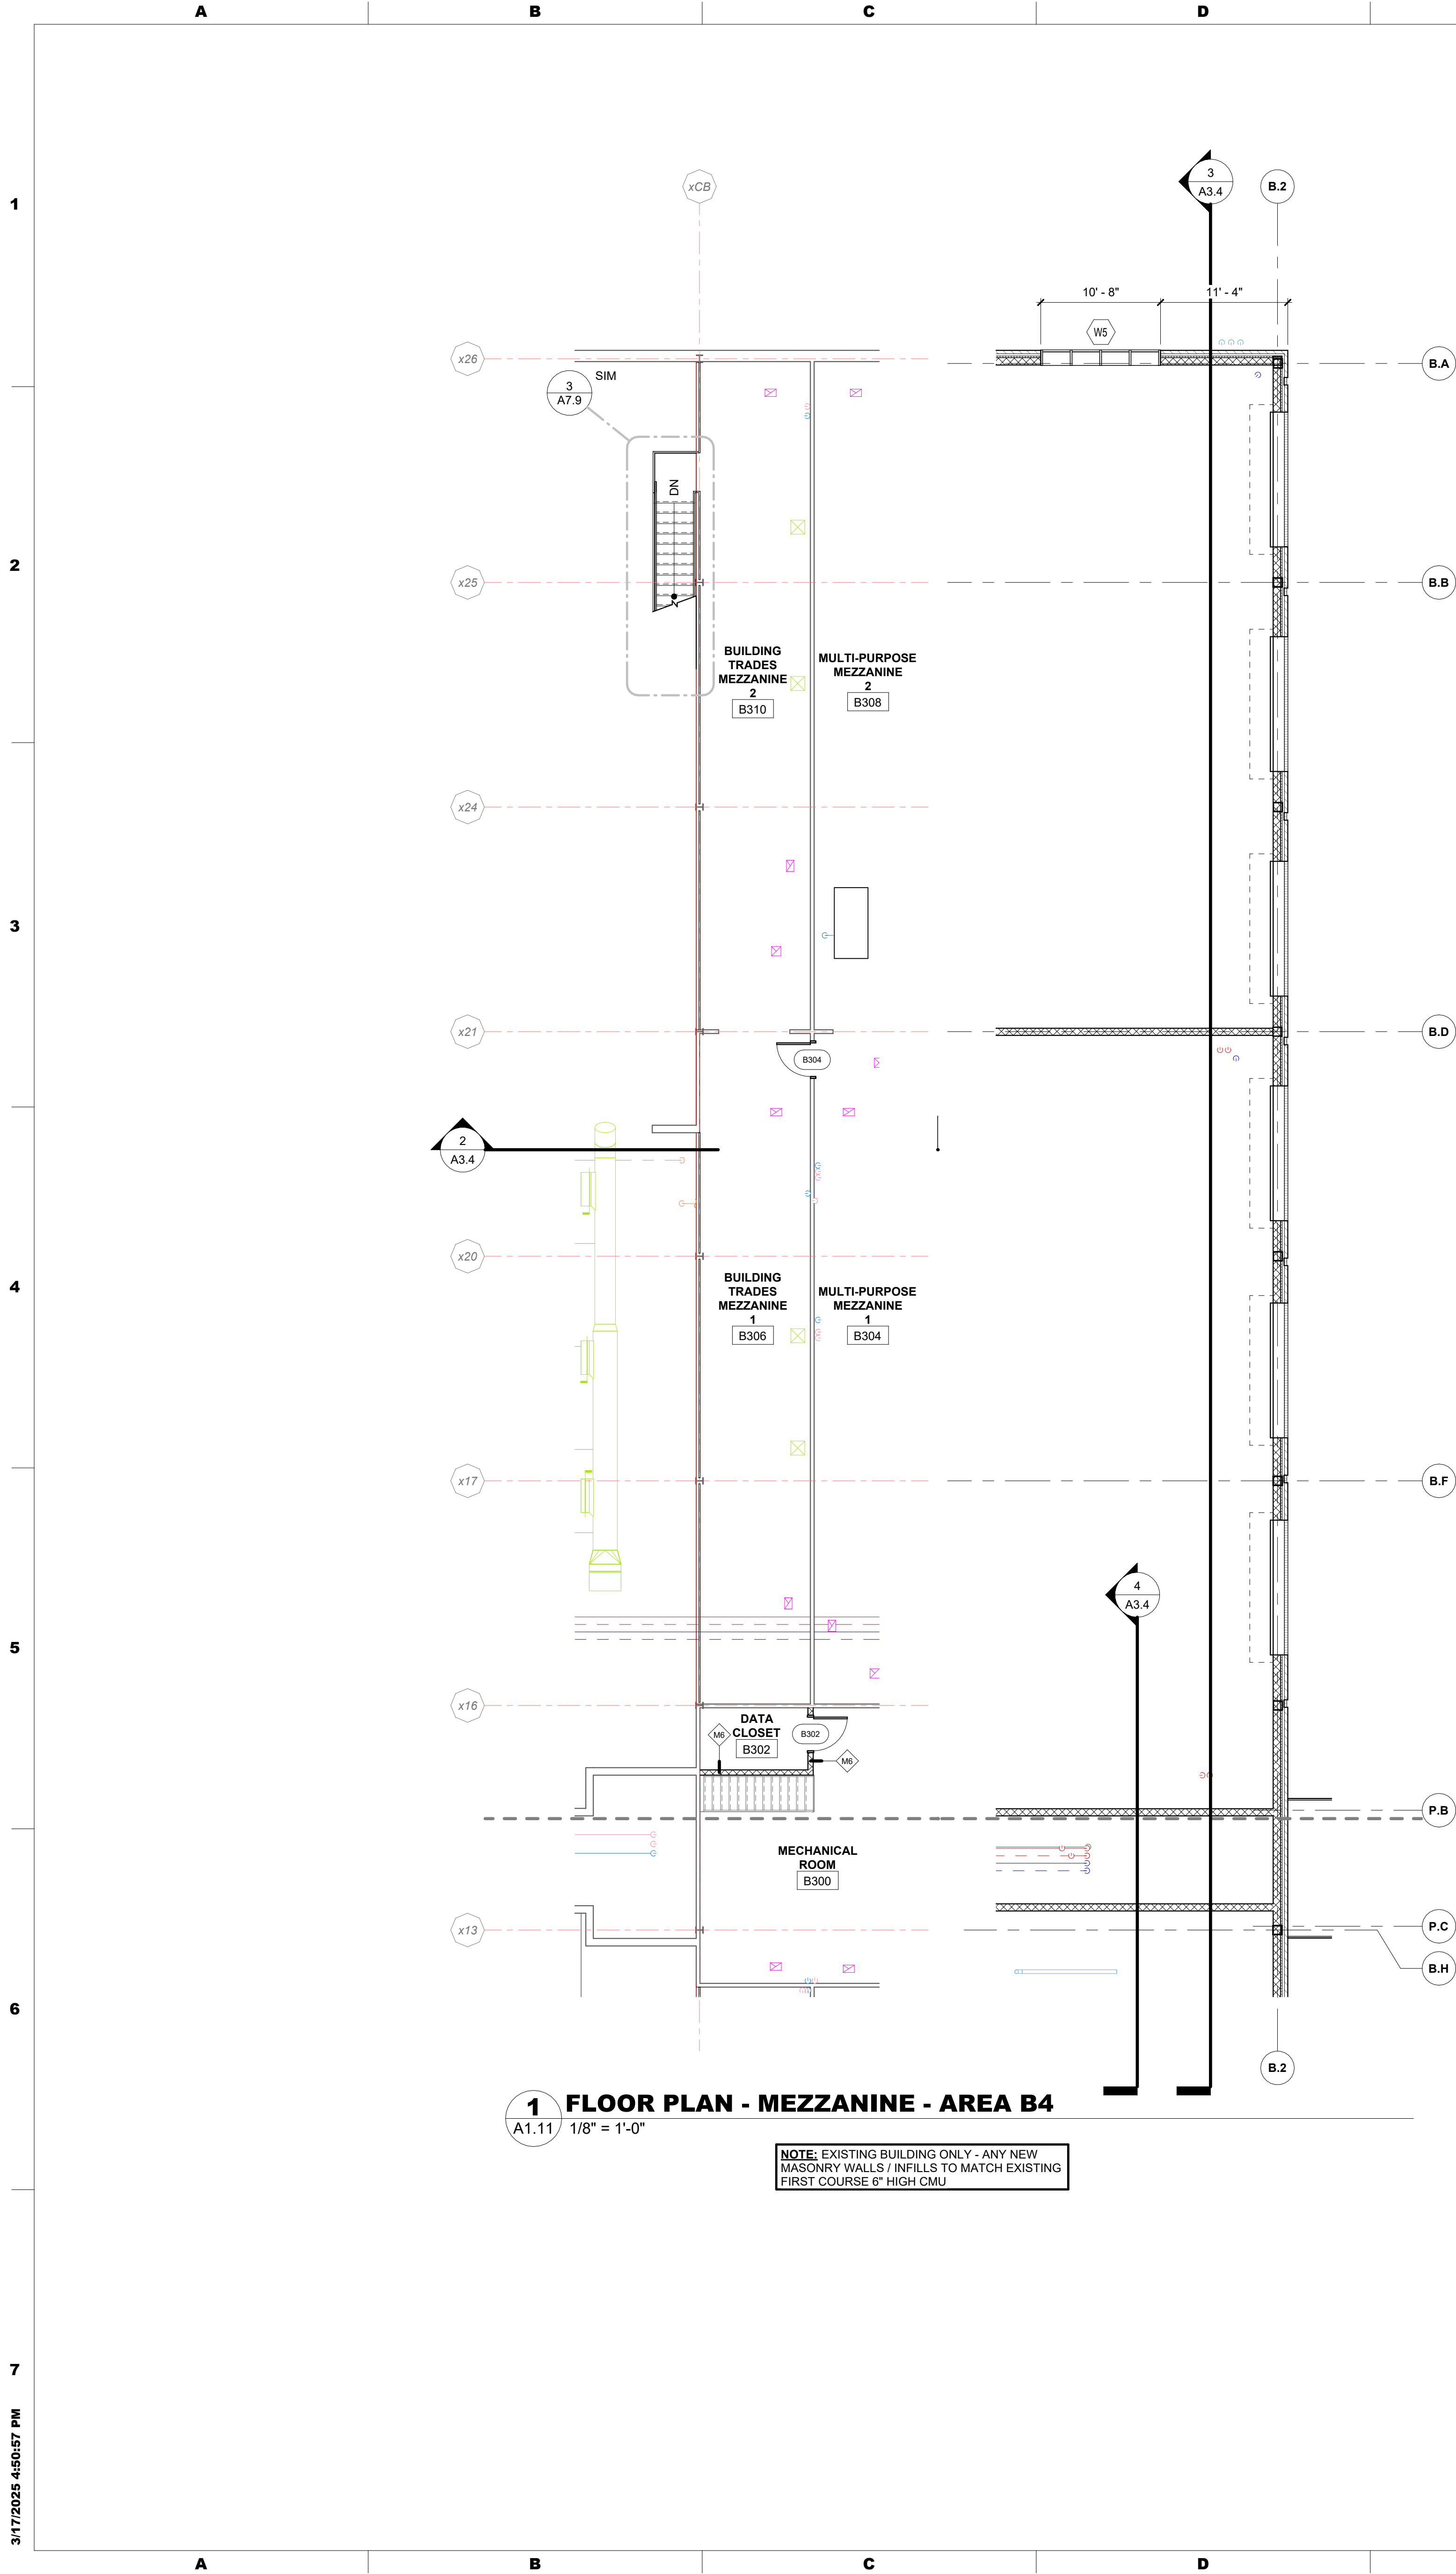 A
B
C
D
1
xCB
3
A3.4
B.2
10' - 8"
11' - 4"
W5
x26
B.A
SIM
3
A7.9
DN
2
x25
B.B
BUILDING
TRADES
MEZZANINE
2
B310
MULTI-PURPOSE
MEZZANINE
2
B308
x24
3
x21
B.D
B304
2
A3.4
x20
4
BUILDING
TRADES
MEZZANINE
1
B306
MULTI-PURPOSE
MEZZANINE
1
B304
x17
B.F
4
A3.4
5
x16
DATA
CLOSET
B302
M6
B302
M6
P.B
MECHANICAL
ROOM
B300
x13
P.C
B.H
6
B.2
1
A1.11
FLOOR PLAN - MEZZANINE - AREA B4
1/8" = 1'-0"
NOTE: EXISTING BUILDING ONLY - ANY NEW
MASONRY WALLS / INFILLS TO MATCH EXISTING
FIRST COURSE 6" HIGH CMU
7
3/17/2025 4:50:57 PM
A
B
C
D